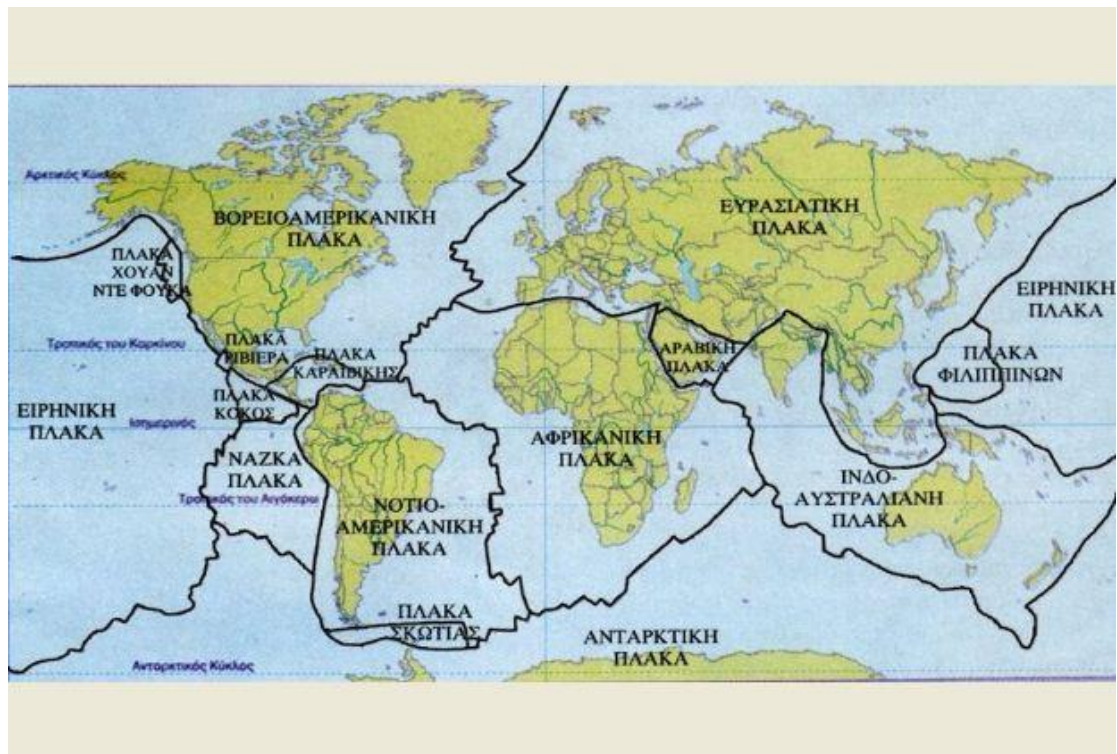 Αρκτικός Κύκλος
ΒΟΡΕΙΟΑΜΕΡΙΚΑΝΙΚΗ
ΠΛΑΚΑ
ΕΥΡΑΣΙΑΤΙΚΗ
ΠΛΑΚΑ
ΠΛΑΚΑ
ΧΟΥΑΝ
ΝΤΕ ΦΟΥΚΑ
ΕΙΡΗΝΙΚΗ
ΠΛΑΚΑ
Τροπικός του Καρκίνου
ΠΛΑΚΑ
ΡΙΒΙΕΡΑ
ΠΛΑΚΑ
ΚΑΡΑΪΒΙΚΗΣ
ΑΡΑΒΙΚΗ
ΠΛΑΚΑ
ΠΛΑΚΑ
ΦΙΛΙΠΠΙΝΩΝ
ΠΛΑΚΑ
ΚΟΚΟΣ
ΕΙΡΗΝΙΚΗ
ΠΛΑΚΑ
Ισημερινός
ΑΦΡΙΚΑΝΙΚΗ
ΠΛΑΚΑ
ΝΑΖΚΑ
ΠΛΑΚΑ
Τροπικός του Αιγόκερω
ΝΟΤΙΟ-
ΑΜΕΡΙΚΑΝΙΚΗ
ΠΛΑΚΑ
ΙΝΔΟ-
ΑΥΣΤΡΑΛΙΑΝΗ
ΠΛΑΚΑ
ΠΛΑΚΑ
ΣΚΩΤΙΑΣ
ΑΝΤΑΡΚΤΙΚΗ
ΠΛΑΚΑ
Ανταρκτικός Κύκλος